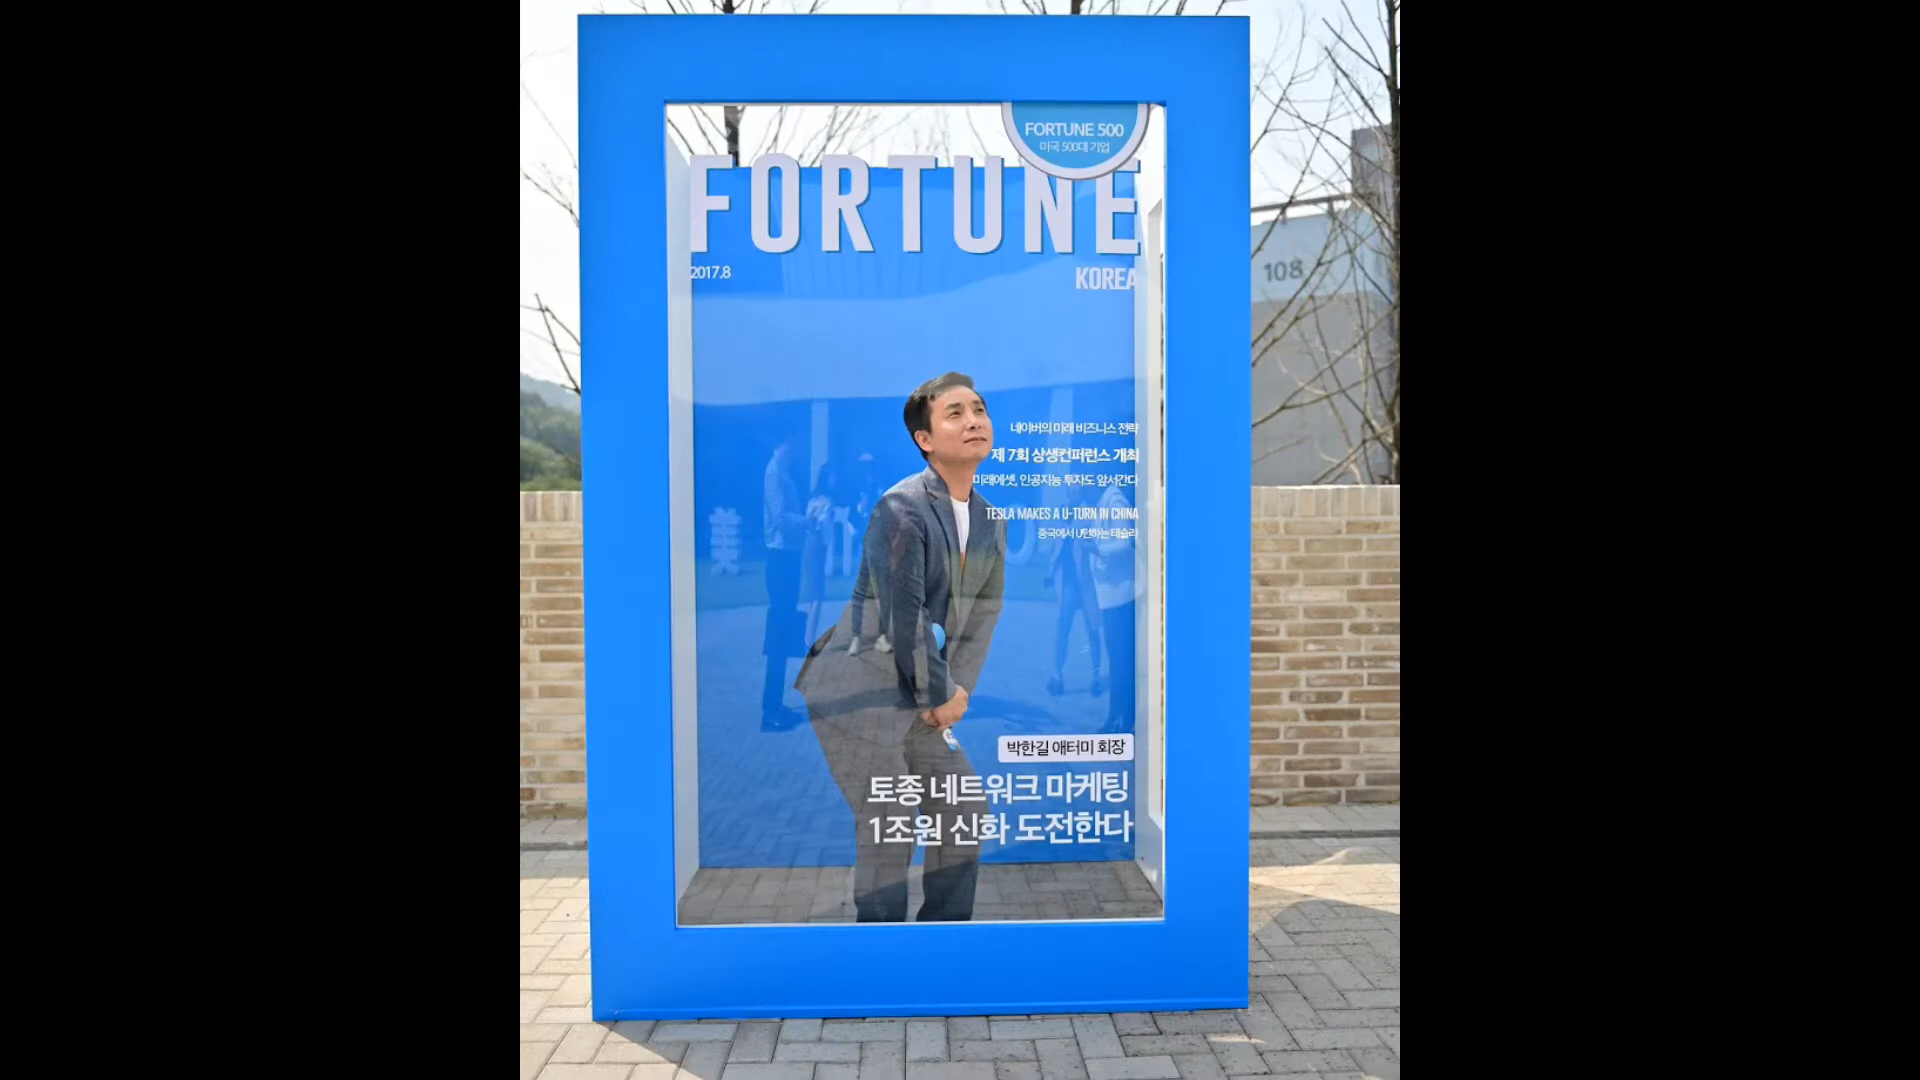 FORTUNE 500
미국 500대 기업
FORTUNE
2017.8
KOREA
108
네이버의 미래 비즈니스 전략
제 7회 상생컨퍼런스 개최
미래에셋, 인공지능 투자도 앞서간다
TESLA MAKES A U-TURN IN CHINA
중국에서 U턴하는 테슬라
美
박한길 애터미 회장
토종 네트워크 마케팅
1조원 신화 도전한다